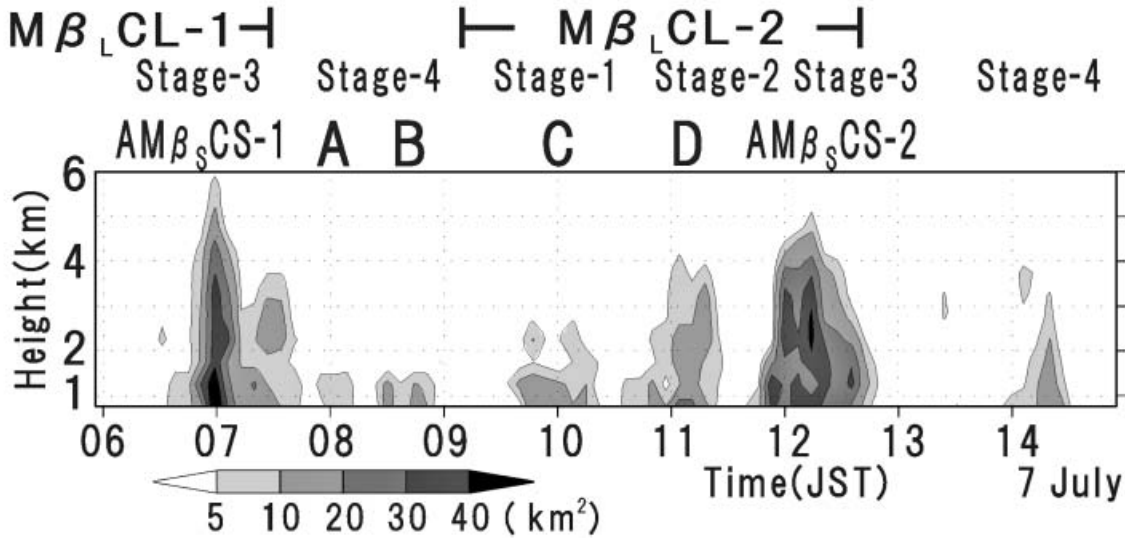 MβLCL-1 MβLCL-2
Stage-3 Stage-4 Stage-1 Stage-2 Stage-3 Stage-4
AMβSCS-1 A B C D AMβSCS-2
6
4
2
1
Height(km)
06 07 08 09 10 11 12 13 14
Time(JST) 7 July
5 10 20 30 40 (km²)